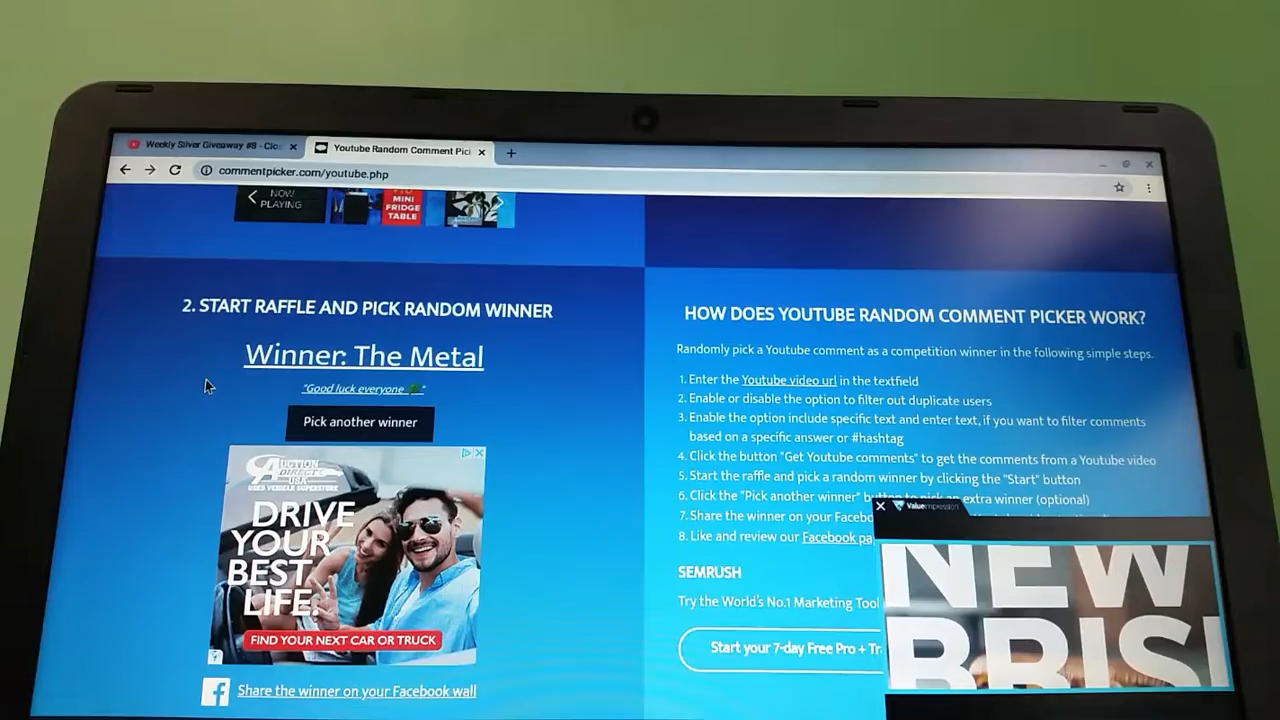 Weekly Silver Giveaway #8 - Clo
Youtube Random Comment Pici
commentpicker.com/youtube.php
NOW
PLAYING
MINI
FRIDGE
TABLE
2. START RAFFLE AND PICK RANDOM WINNER
Winner: The Metal
"Good luck everyone 🍀"
Pick another winner
AUCTION
DIRECT
USA
USED VEHICLE SUPERSTORE
DRIVE
YOUR
BEST
LIFE.
FIND YOUR NEXT CAR OR TRUCK
Share the winner on your Facebook wall
HOW DOES YOUTUBE RANDOM COMMENT PICKER WORK?
Randomly pick a Youtube comment as a competition winner in the following simple steps.
1. Enter the Youtube video url in the textfield
2. Enable or disable the option to filter out duplicate users
3. Enable the option include specific text and enter text, if you want to filter comments
based on a specific answer or #hashtag
4. Click the button "Get Youtube comments" to get the comments from a Youtube video
5. Start the raffle and pick a random winner by clicking the "Start" button
6. Click the "Pick another winner" button to pick an extra winner (optional)
7. Share the winner on your Facebo
8. Like and review our Facebook pa
SEMRUSH
Try the World's No.1 Marketing Tool
Start your 7-day Free Pro + Tr
ValueImpression
NEW
BRIS